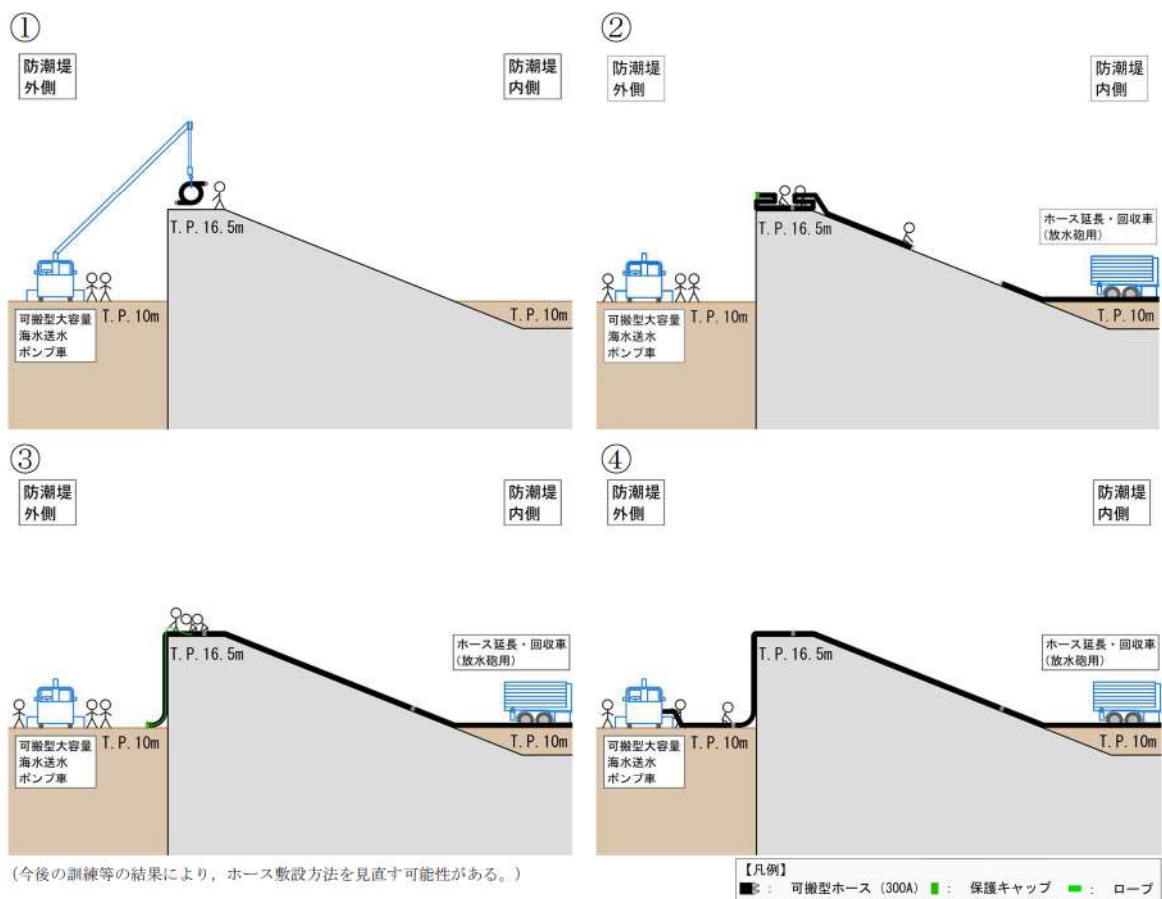 ①
防潮堤
外側
防潮堤
内側
T.P.16.5m
可搬型大容量
海水送水
ポンプ車
T.P.10m
T.P.10m
②
防潮堤
外側
防潮堤
内側
T.P.16.5m
ホース延長・回収車
(放水砲用)
可搬型大容量
海水送水
ポンプ車
T.P.10m
T.P.10m
③
防潮堤
外側
防潮堤
内側
T.P.16.5m
ホース延長・回収車
(放水砲用)
可搬型大容量
海水送水
ポンプ車
T.P.10m
T.P.10m
④
防潮堤
外側
防潮堤
内側
T.P.16.5m
ホース延長・回収車
(放水砲用)
可搬型大容量
海水送水
ポンプ車
T.P.10m
T.P.10m
(今後の訓練等の結果により，ホース敷設方法を見直す可能性がある。)
【凡例】
： 可搬型ホース (300A) ： 保護キャップ ： ロープ